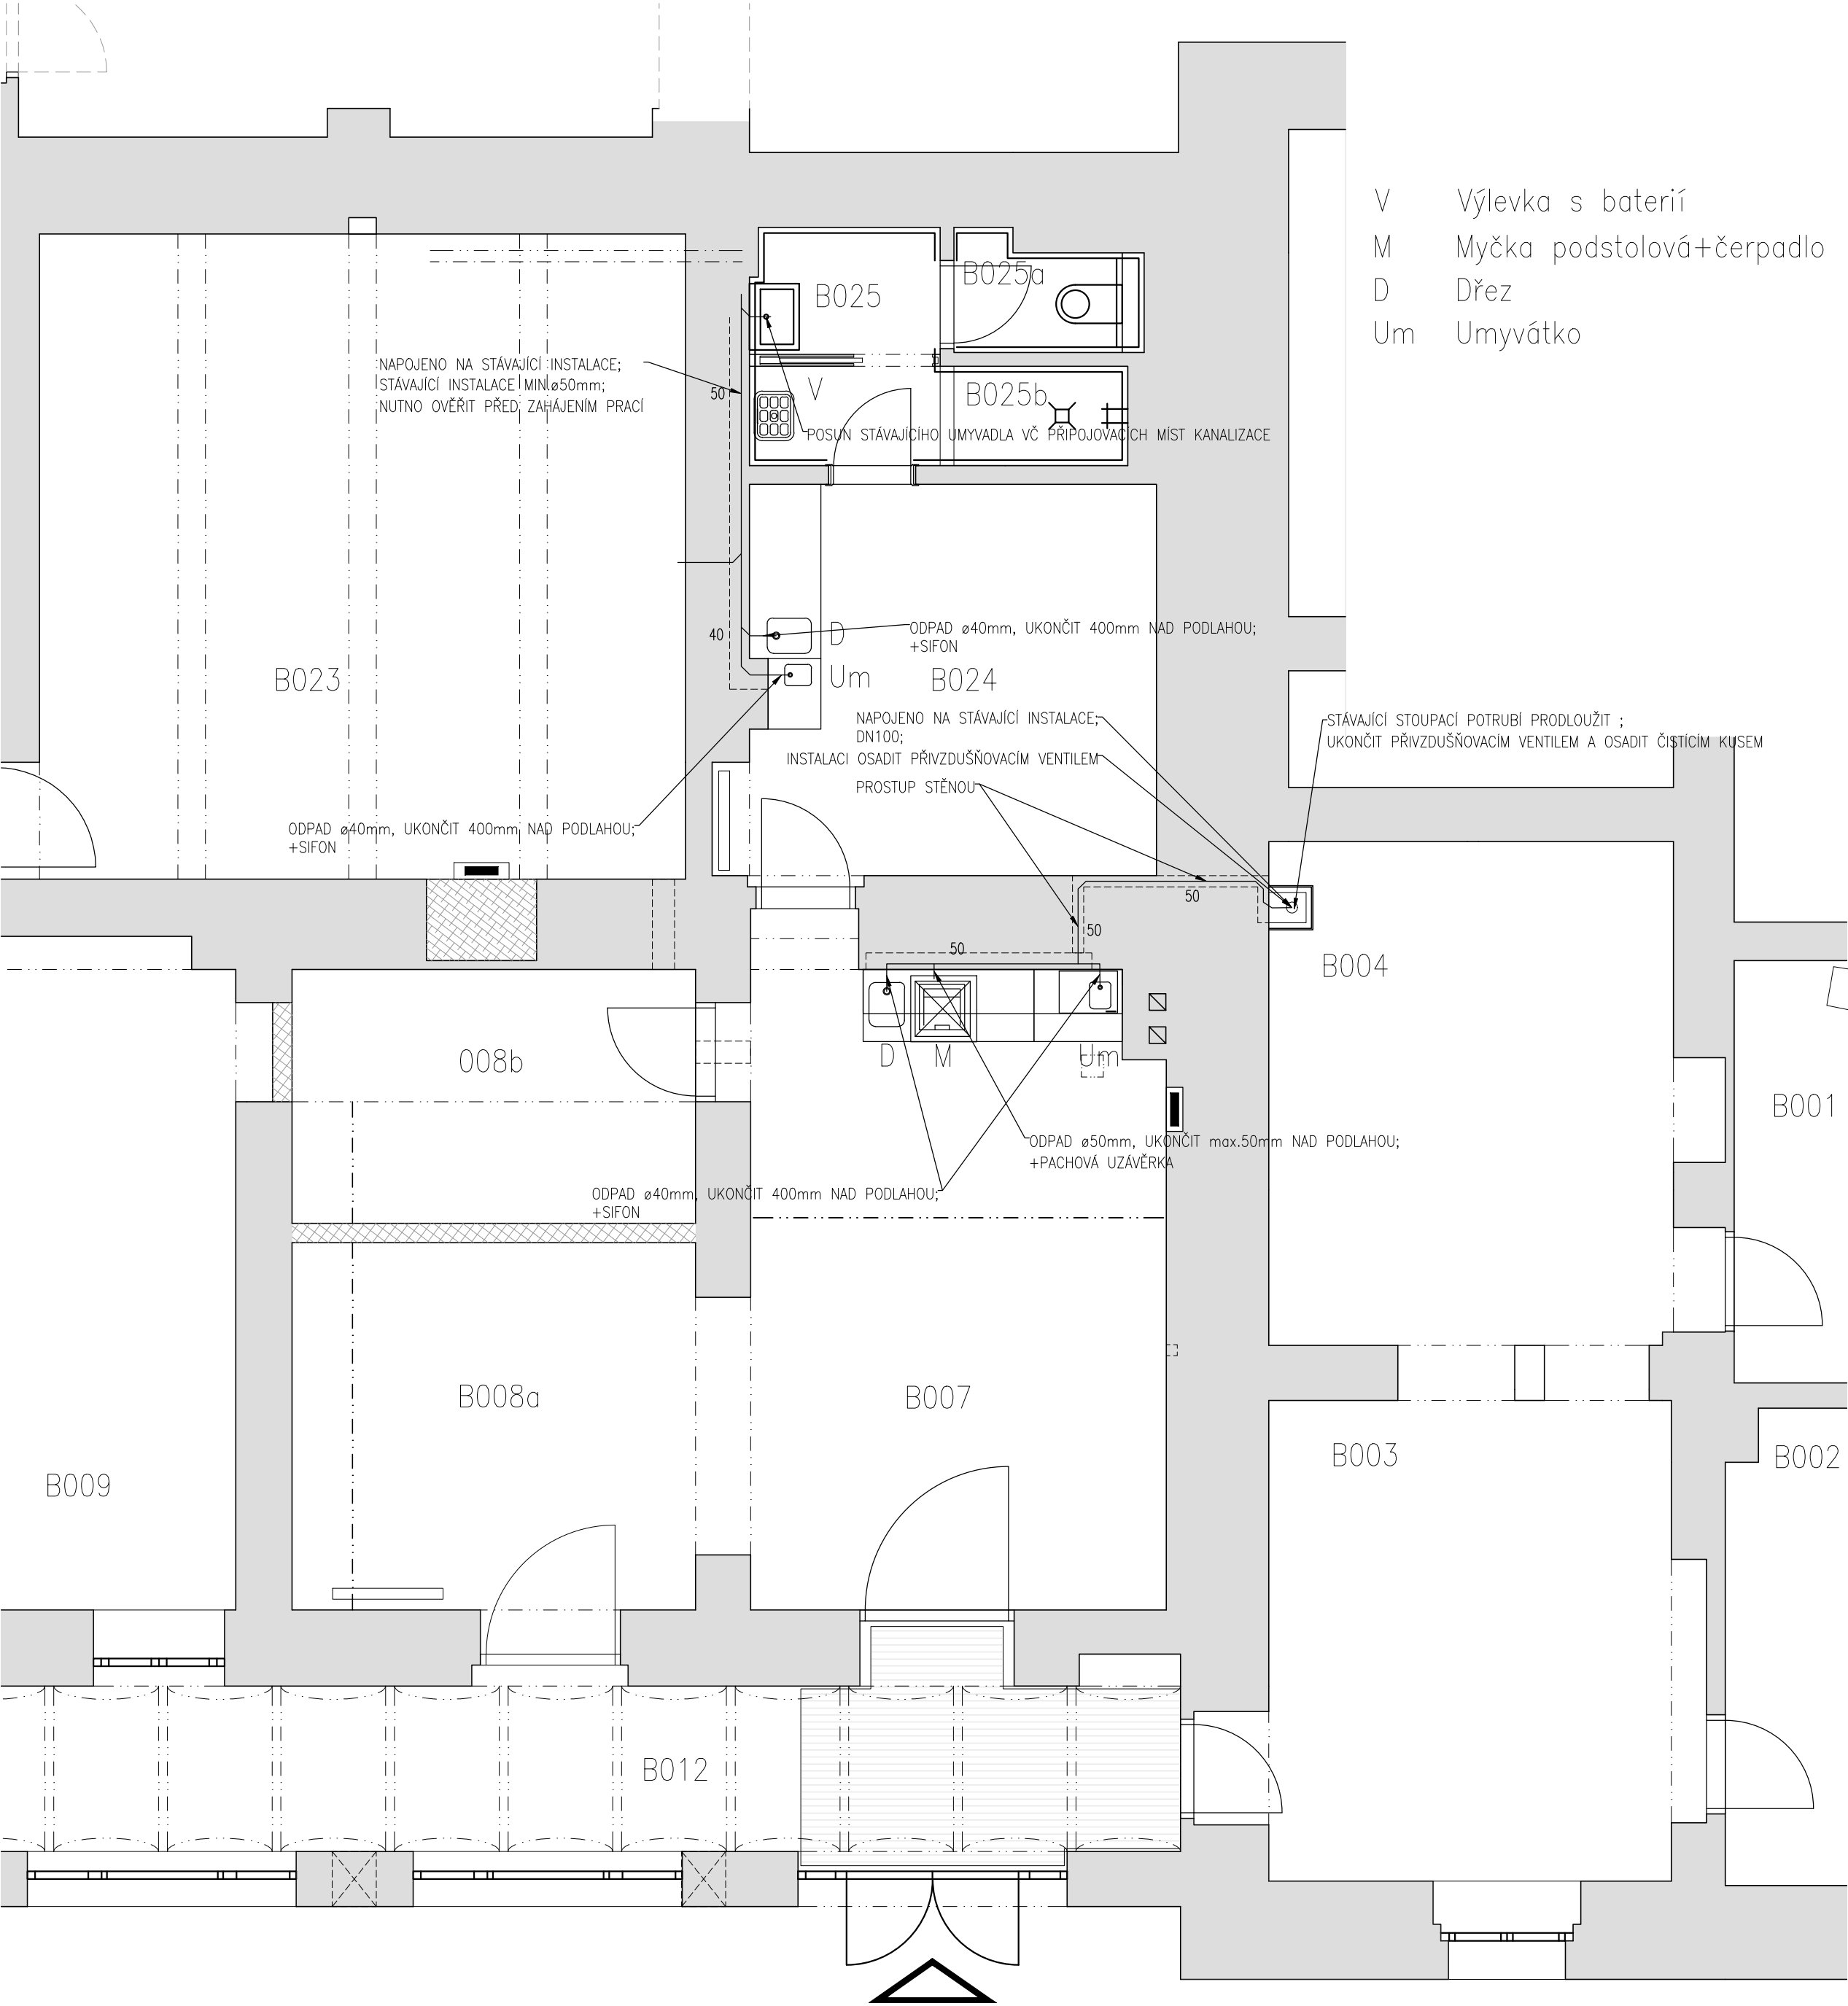 V Výlevka s baterií
M Myčka podstolová+čerpadlo
D Dřez
Um Umyvátko
B025a
B025
NAPOJENO NA STÁVAJÍCÍ INSTALACE;
STÁVAJÍCÍ INSTALACE MIN.ø50mm;
NUTNO OVĚŘIT PŘED ZAHÁJENÍM PRACÍ
50
V
B025b
POSUN STÁVAJÍCÍHO UMYVADLA VČ PŘIPOJOVACÍCH MÍST KANALIZACE
40
D
ODPAD ø40mm, UKONČIT 400mm NAD PODLAHOU;
+SIFON
B023
Um
B024
NAPOJENO NA STÁVAJÍCÍ INSTALACE;
DN100;
INSTALACI OSADIT PŘIVZDUŠŇOVACÍM VENTILEM
PROSTUP STĚNOU
STÁVAJÍCÍ STOUPACÍ POTRUBÍ PRODLOUŽIT ;
UKONČIT PŘIVZDUŠŇOVACÍM VENTILEM A OSADIT ČISTÍCÍM KUSEM
ODPAD ø40mm, UKONČIT 400mm NAD PODLAHOU;
+SIFON
50
50
50
B004
008b
D
M
Um
B001
ODPAD ø50mm, UKONČIT max.50mm NAD PODLAHOU;
+PACHOVÁ UZÁVĚRKA
ODPAD ø40mm, UKONČIT 400mm NAD PODLAHOU;
+SIFON
B008a
B007
B003
B002
B009
B012